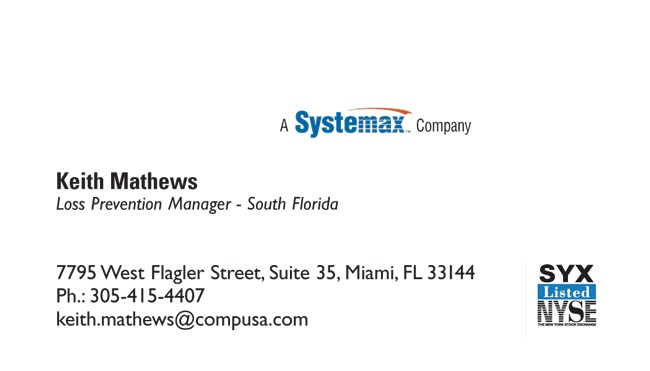 A Systemax™ Company
Keith Mathews
Loss Prevention Manager - South Florida
7795 West Flagler Street, Suite 35, Miami, FL 33144
Ph.: 305-415-4407
keith.mathews@compusa.com
SYX
Listed
NYSE
THE NEW YORK STOCK EXCHANGE